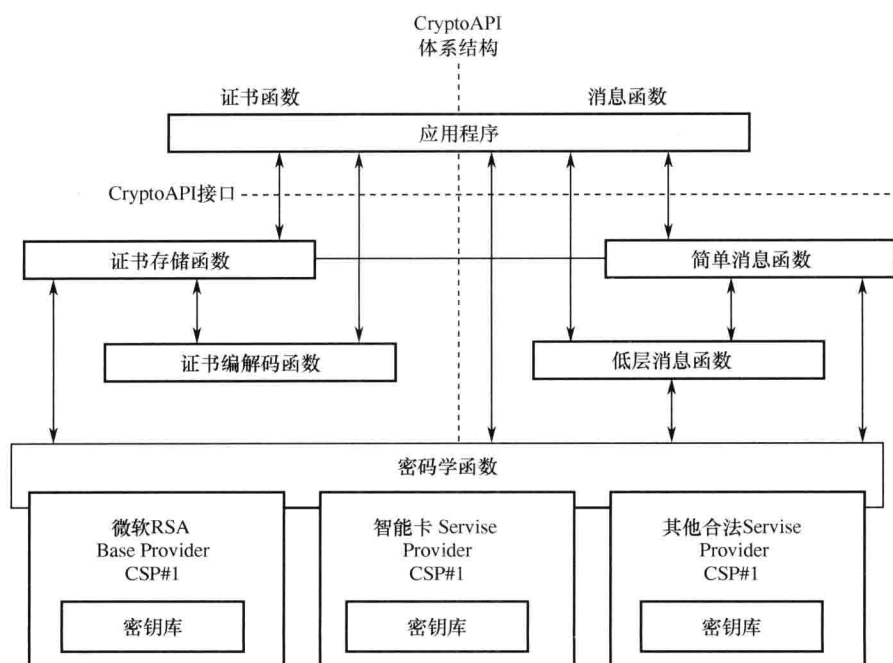 CryptoAPI
体系结构
证书函数
消息函数
应用程序
CryptoAPI接口
证书存储函数
简单消息函数
证书编解码函数
低层消息函数
密码学函数
微软RSA
Base Provider
CSP#1
密钥库
智能卡 Servise
Provider
CSP#1
密钥库
其他合法Servise
Provider
CSP#1
密钥库